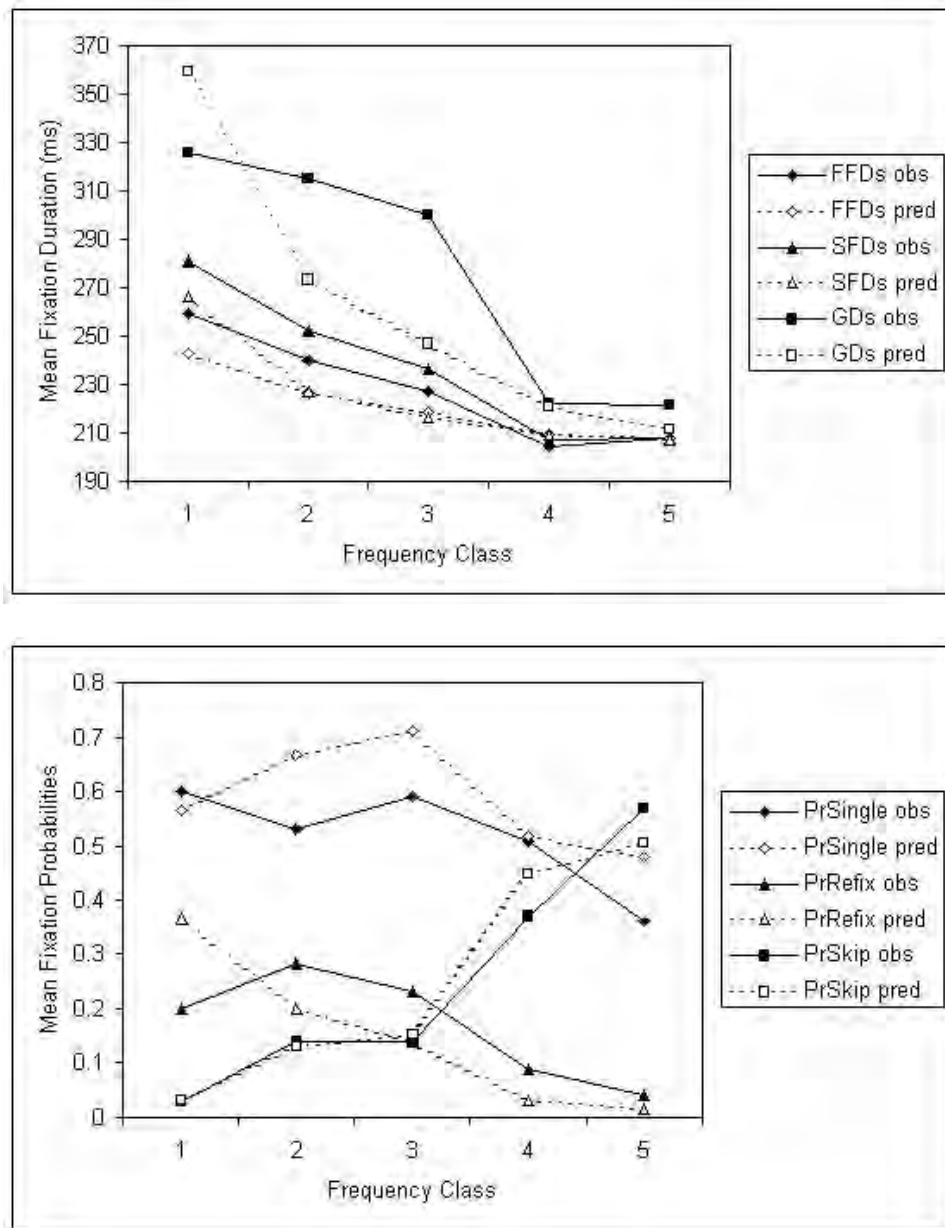 370
350
330
310
290
270
250
230
210
190
Mean Fixation Duration (ms)
1 2 3 4 5
Frequency Class
FFDs obs
FFDs pred
SFDs obs
SFDs pred
GDs obs
GDs pred
0.8
0.7
0.6
0.5
0.4
0.3
0.2
0.1
0
Mean Fixation Probabilities
1 2 3 4 5
Frequency Class
PrSingle obs
PrSingle pred
PrRefix obs
PrRefix pred
PrSkip obs
PrSkip pred